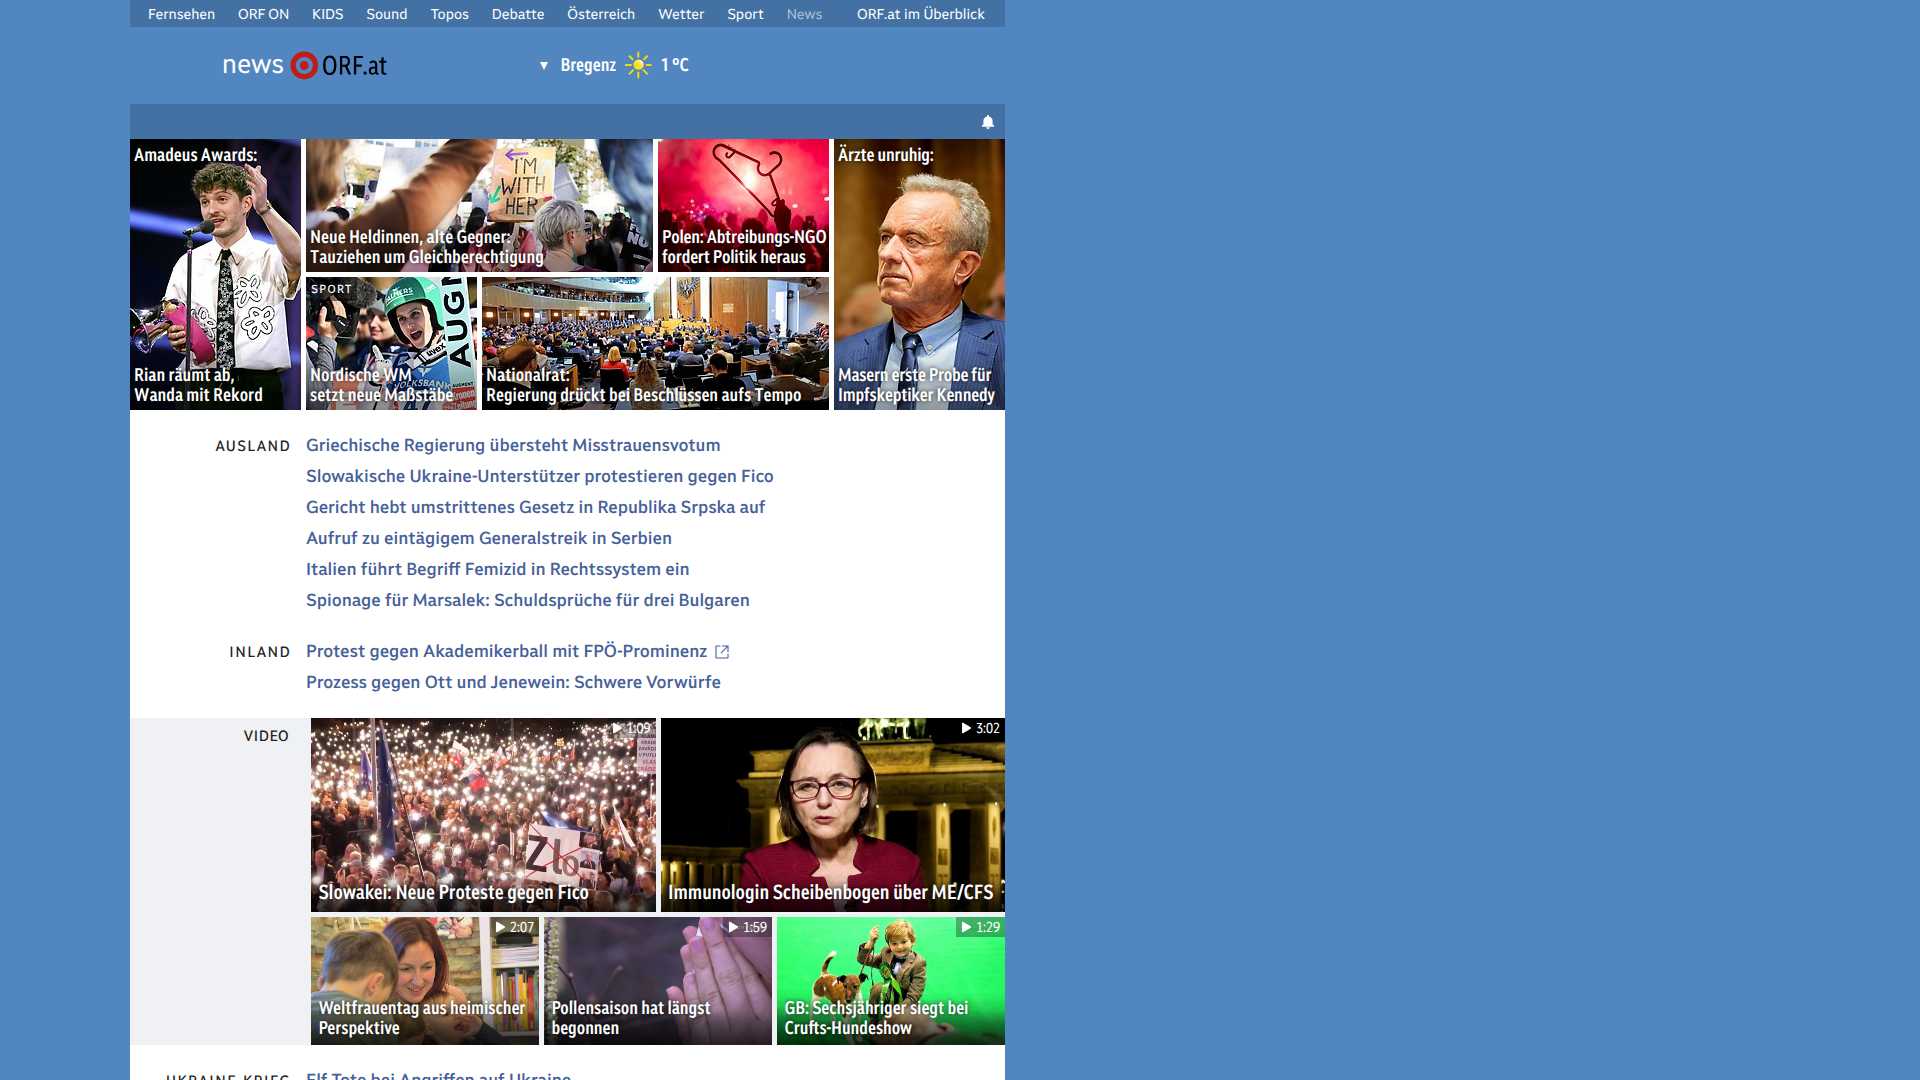 Fernsehen ORF ON KIDS Sound Topos Debatte Österreich Wetter Sport News ORF.at im Überblick
news ORF.at
Bregenz 1 °C
Amadeus Awards:
Rian räumt ab,
Wanda mit Rekord
I'M
WITH
HER
Neue Heldinnen, alte Gegner:
Tauziehen um Gleichberechtigung
Polen: Abtreibungs-NGO
fordert Politik heraus
Ärzte unruhig:
Masern erste Probe für
Impfskeptiker Kennedy
SPORT
Nordische WM
setzt neue Maßstäbe
Nationalrat:
Regierung drückt bei Beschlüssen aufs Tempo
AUSLAND
Griechische Regierung übersteht Misstrauensvotum
Slowakische Ukraine-Unterstützer protestieren gegen Fico
Gericht hebt umstrittenes Gesetz in Republika Srpska auf
Aufruf zu eintägigem Generalstreik in Serbien
Italien führt Begriff Femizid in Rechtssystem ein
Spionage für Marsalek: Schuldsprüche für drei Bulgaren
INLAND
Protest gegen Akademikerball mit FPÖ-Prominenz
Prozess gegen Ott und Jenewein: Schwere Vorwürfe
VIDEO
1:09
Slowakei: Neue Proteste gegen Fico
3:02
Immunologin Scheibenbogen über ME/CFS
2:07
Weltfrauentag aus heimischer
Perspektive
1:59
Pollensaison hat längst
begonnen
1:29
GB: Sechsjähriger siegt bei
Crufts-Hundeshow
UKRAINE-KRIEG
Elf Tote bei Angriffen auf Ukraine